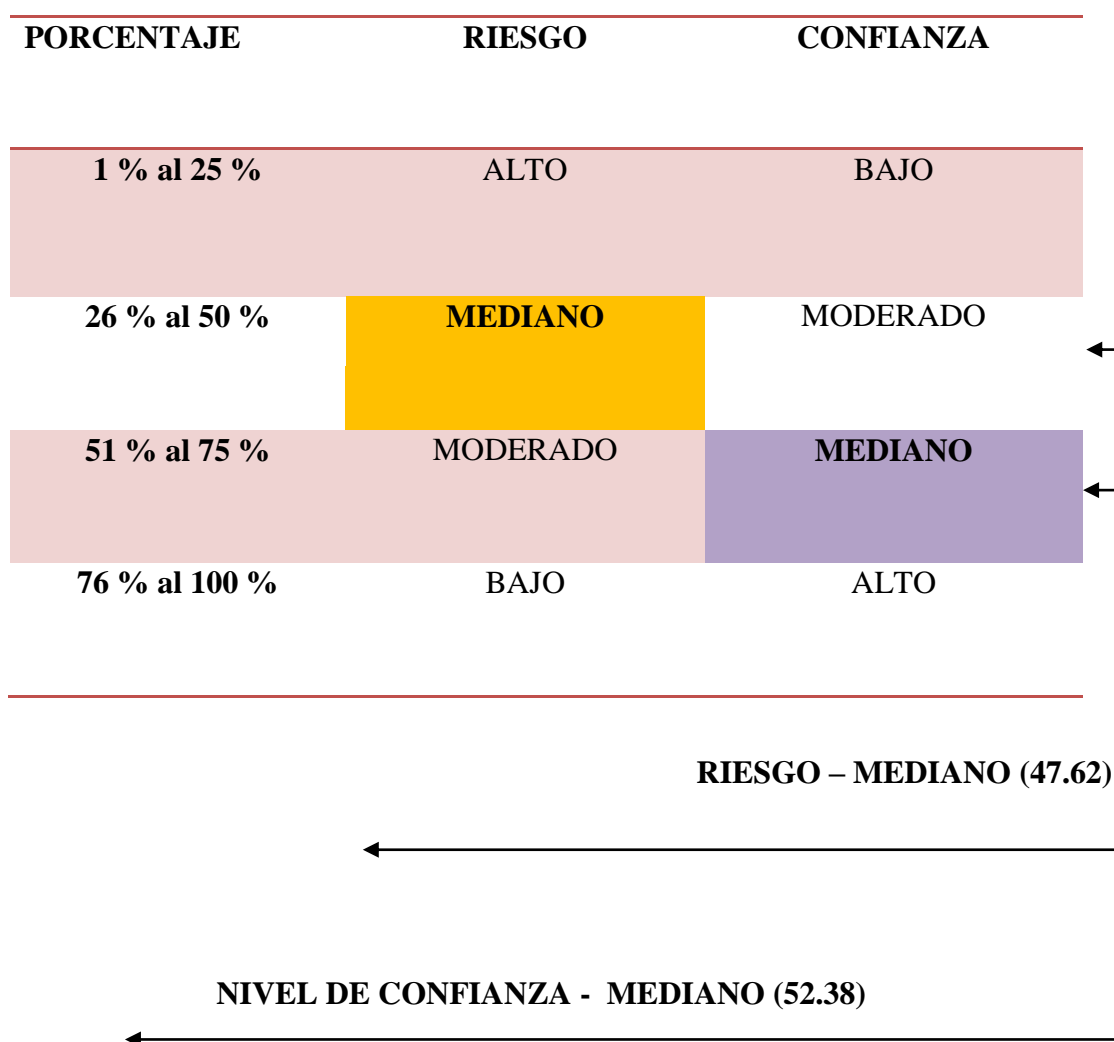 PORCENTAJE RIESGO CONFIANZA
1 % al 25 % ALTO BAJO
26 % al 50 % MEDIANO MODERADO
51 % al 75 % MODERADO MEDIANO
76 % al 100 % BAJO ALTO
RIESGO – MEDIANO (47.62)
NIVEL DE CONFIANZA - MEDIANO (52.38)